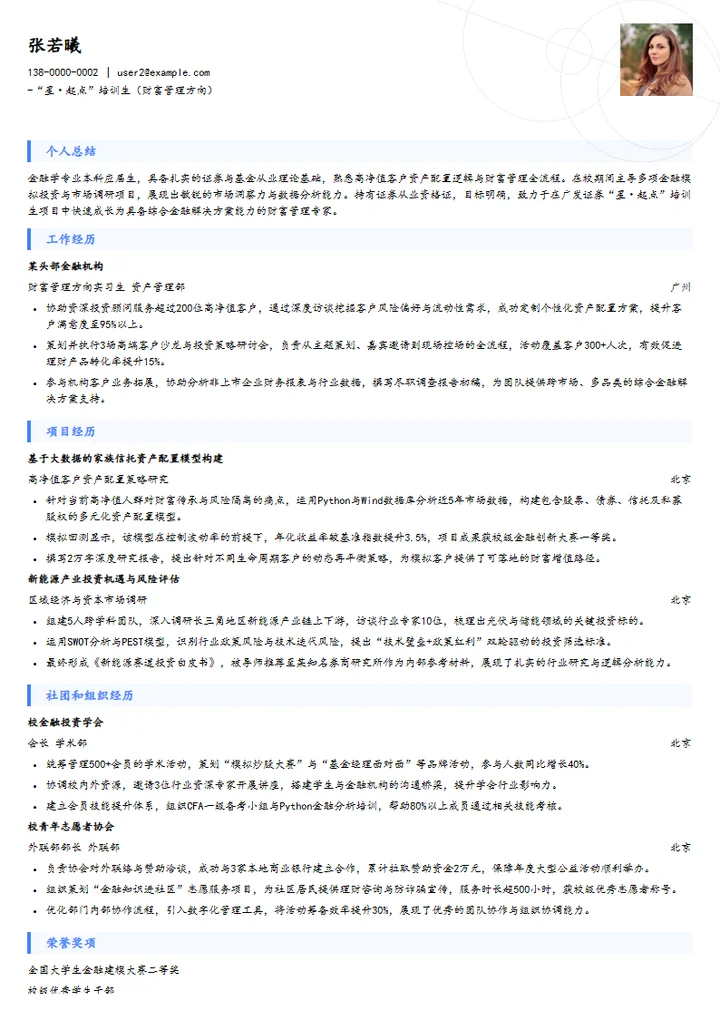 张若曦
138-0000-0002 | user2@example.com
-“星·起点”培训生（财富管理方向）
个人总结
金融学专业本科应届生，具备扎实的证券与基金从业理论基础，熟悉高净值客户资产配置逻辑与财富管理全流程。在校期间主导多项金融模
拟投资与市场调研项目，展现出敏锐的市场洞察力与数据分析能力。持有证券从业资格证，目标明确，致力于在广发证券“星·起点”培训
生项目中快速成长为具备综合金融解决方案能力的财富管理专家。
工作经历
某头部金融机构
财富管理方向实习生 资产管理部 广州
• 协助资深投资顾问服务超过200位高净值客户，通过深度访谈挖掘客户风险偏好与流动性需求，成功定制个性化资产配置方案，提升客
户满意度至95%以上。
• 策划并执行3场高端客户沙龙与投资策略研讨会，负责从主题策划、嘉宾邀请到现场控场的全流程，活动覆盖客户300+人次，有效促进
理财产品转化率提升15%。
• 参与机构客户业务拓展，协助分析非上市企业财务报表与行业数据，撰写尽职调查报告初稿，为团队提供跨市场、多品类的综合金融解
决方案支持。
项目经历
基于大数据的家族信托资产配置模型构建
高净值客户资产配置策略研究 北京
• 针对当前高净值人群对财富传承与风险隔离的痛点，运用Python与Wind数据库分析近5年市场数据，构建包含股票、债券、信托及私募
股权的多元化资产配置模型。
• 模拟回测显示，该模型在控制波动率的前提下，年化收益率较基准指数提升3.5%，项目成果获校级金融创新大赛一等奖。
• 撰写2万字深度研究报告，提出针对不同生命周期客户的动态再平衡策略，为模拟客户提供了可落地的财富增值路径。
新能源产业投资机遇与风险评估
区域经济与资本市场调研 北京
• 组建5人跨学科团队，深入调研长三角地区新能源产业链上下游，访谈行业专家10位，梳理出光伏与储能领域的关键投资标的。
• 运用SWOT分析与PEST模型，识别行业政策风险与技术迭代风险，提出“技术壁垒+政策红利”双轮驱动的投资筛选标准。
• 最终形成《新能源赛道投资白皮书》，被导师推荐至某知名券商研究所作为内部参考材料，展现了扎实的行业研究与逻辑分析能力。
社团和组织经历
校金融投资学会
会长 学术部 北京
• 统筹管理500+会员的学术活动，策划“模拟炒股大赛”与“基金经理面对面”等品牌活动，参与人数同比增长40%。
• 协调校内外资源，邀请3位行业资深专家开展讲座，搭建学生与金融机构的沟通桥梁，提升学会行业影响力。
• 建立会员技能提升体系，组织CFA一级备考小组与Python金融分析培训，帮助80%以上成员通过相关技能考核。
校青年志愿者协会
外联部部长 外联部 北京
• 负责协会对外联络与赞助洽谈，成功与3家本地商业银行建立合作，累计拉取赞助资金2万元，保障年度大型公益活动顺利举办。
• 组织策划“金融知识进社区”志愿服务项目，为社区居民提供理财咨询与防诈骗宣传，服务时长超500小时，获校级优秀志愿者称号。
• 优化部门内部协作流程，引入数字化管理工具，将活动筹备效率提升30%，展现了优秀的团队协作与组织协调能力。
荣誉奖项
全国大学生金融建模大赛二等奖
校级优秀学生干部